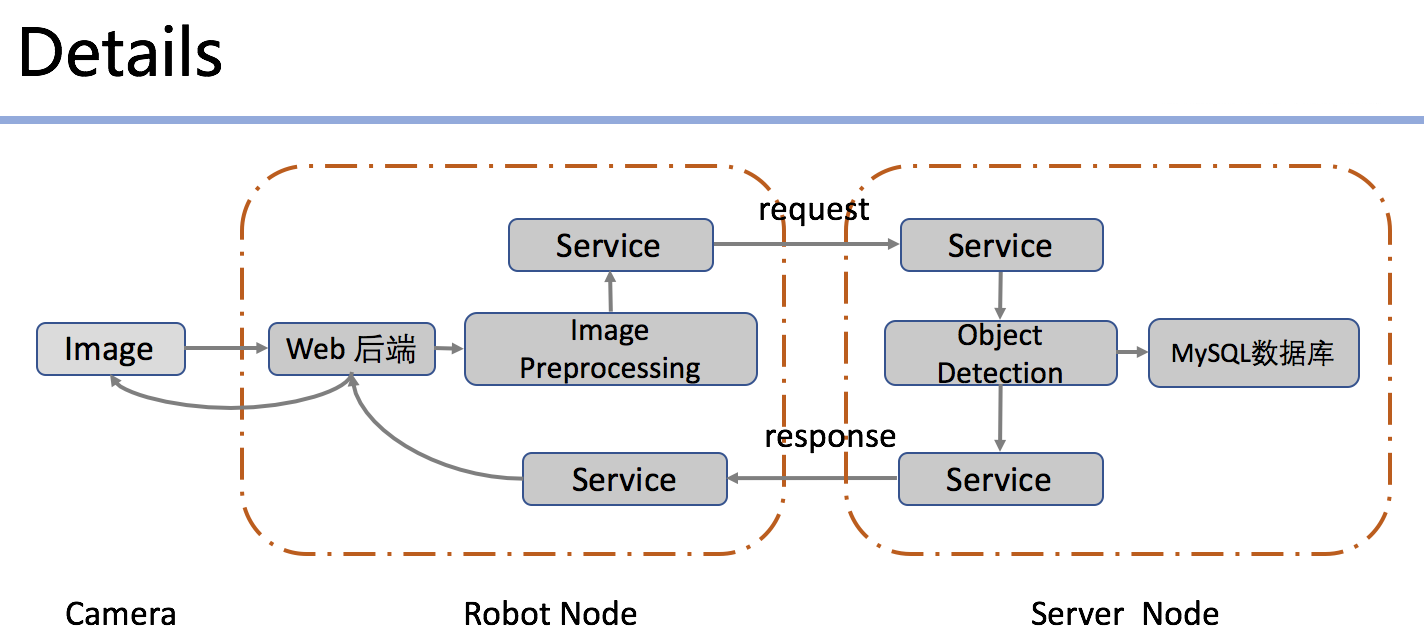 Details
request
Service
Service
Image
Web 后端
Image
Preprocessing
Object
Detection
MySQL数据库
response
Service
Service
Camera
Robot Node
Server Node